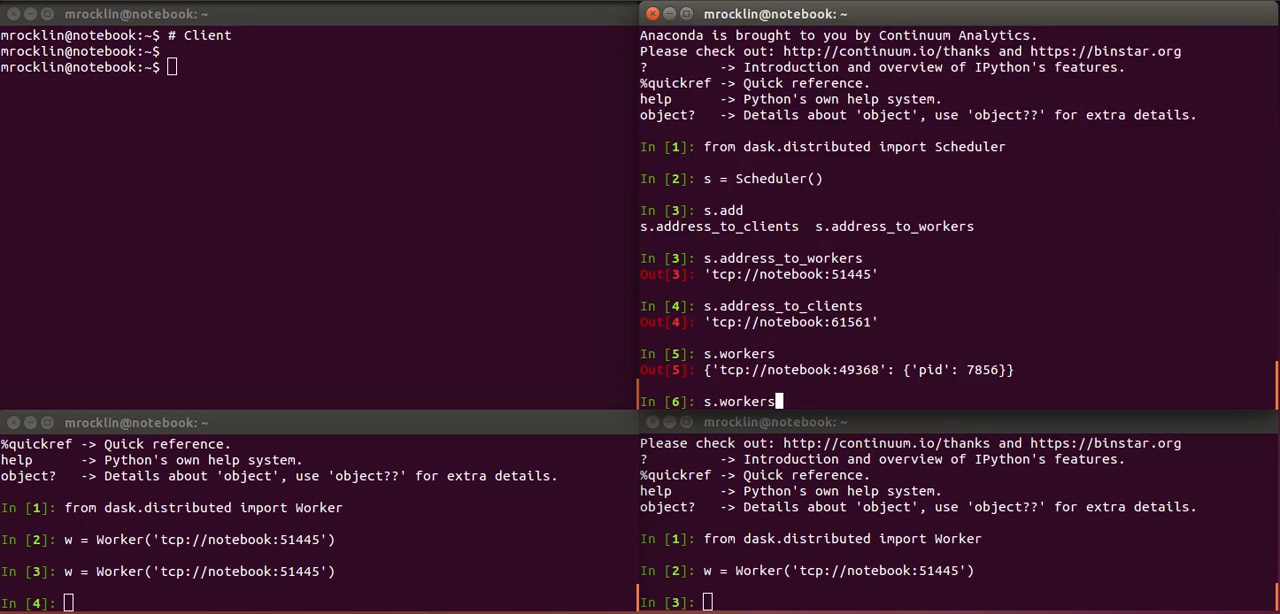 mrocklin@notebook: ~
mrocklin@notebook:~$ # Client
mrocklin@notebook:~$
mrocklin@notebook:~$
mrocklin@notebook: ~
Anaconda is brought to you by Continuum Analytics.
Please check out: http://continuum.io/thanks and https://binstar.org
?         -> Introduction and overview of IPython's features.
%quickref -> Quick reference.
help      -> Python's own help system.
object?   -> Details about 'object', use 'object??' for extra details.
In [1]: from dask.distributed import Scheduler
In [2]: s = Scheduler()
In [3]: s.add
s.address_to_clients  s.address_to_workers
In [3]: s.address_to_workers
Out[3]: 'tcp://notebook:51445'
In [4]: s.address_to_clients
Out[4]: 'tcp://notebook:61561'
In [5]: s.workers
Out[5]: {'tcp://notebook:49368': {'pid': 7856}}
In [6]: s.workers
mrocklin@notebook: ~
%quickref -> Quick reference.
help      -> Python's own help system.
object?   -> Details about 'object', use 'object??' for extra details.
In [1]: from dask.distributed import Worker
In [2]: w = Worker('tcp://notebook:51445')
In [3]: w = Worker('tcp://notebook:51445')
In [4]:
mrocklin@notebook: ~
Please check out: http://continuum.io/thanks and https://binstar.org
?         -> Introduction and overview of IPython's features.
%quickref -> Quick reference.
help      -> Python's own help system.
object?   -> Details about 'object', use 'object??' for extra details.
In [1]: from dask.distributed import Worker
In [2]: w = Worker('tcp://notebook:51445')
In [3]: